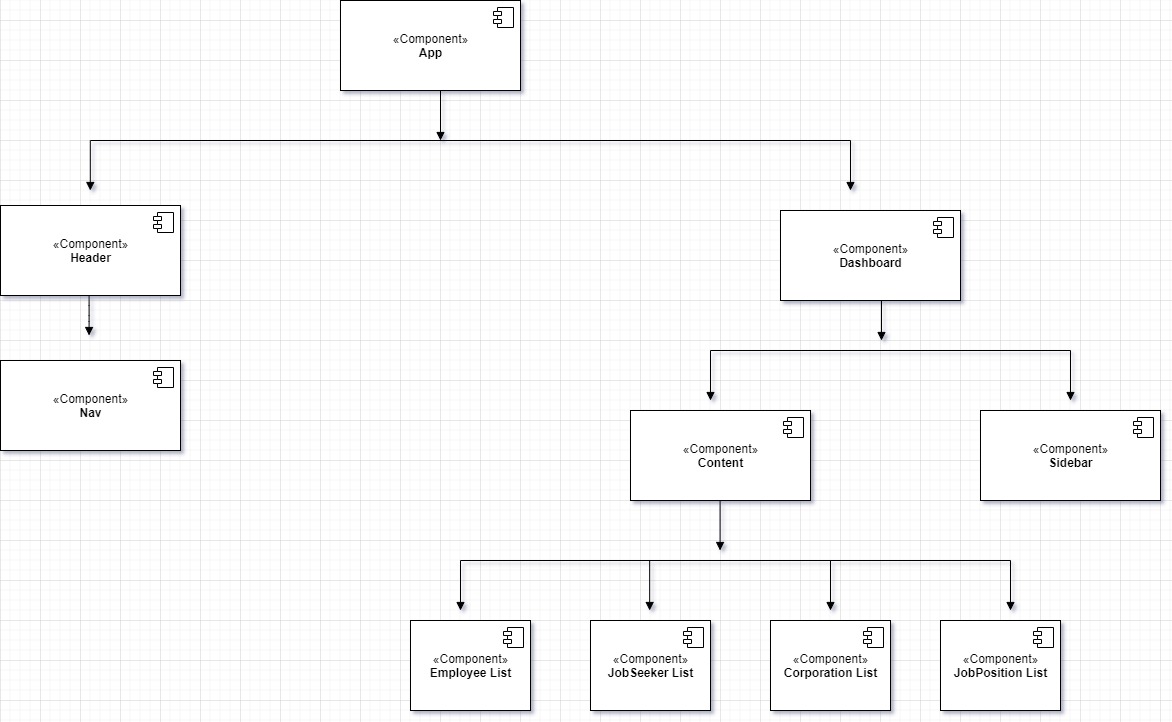 «Component»
App
«Component»
Header
«Component»
Dashboard
«Component»
Nav
«Component»
Content
«Component»
Sidebar
«Component»
Employee List
«Component»
JobSeeker List
«Component»
Corporation List
«Component»
JobPosition List